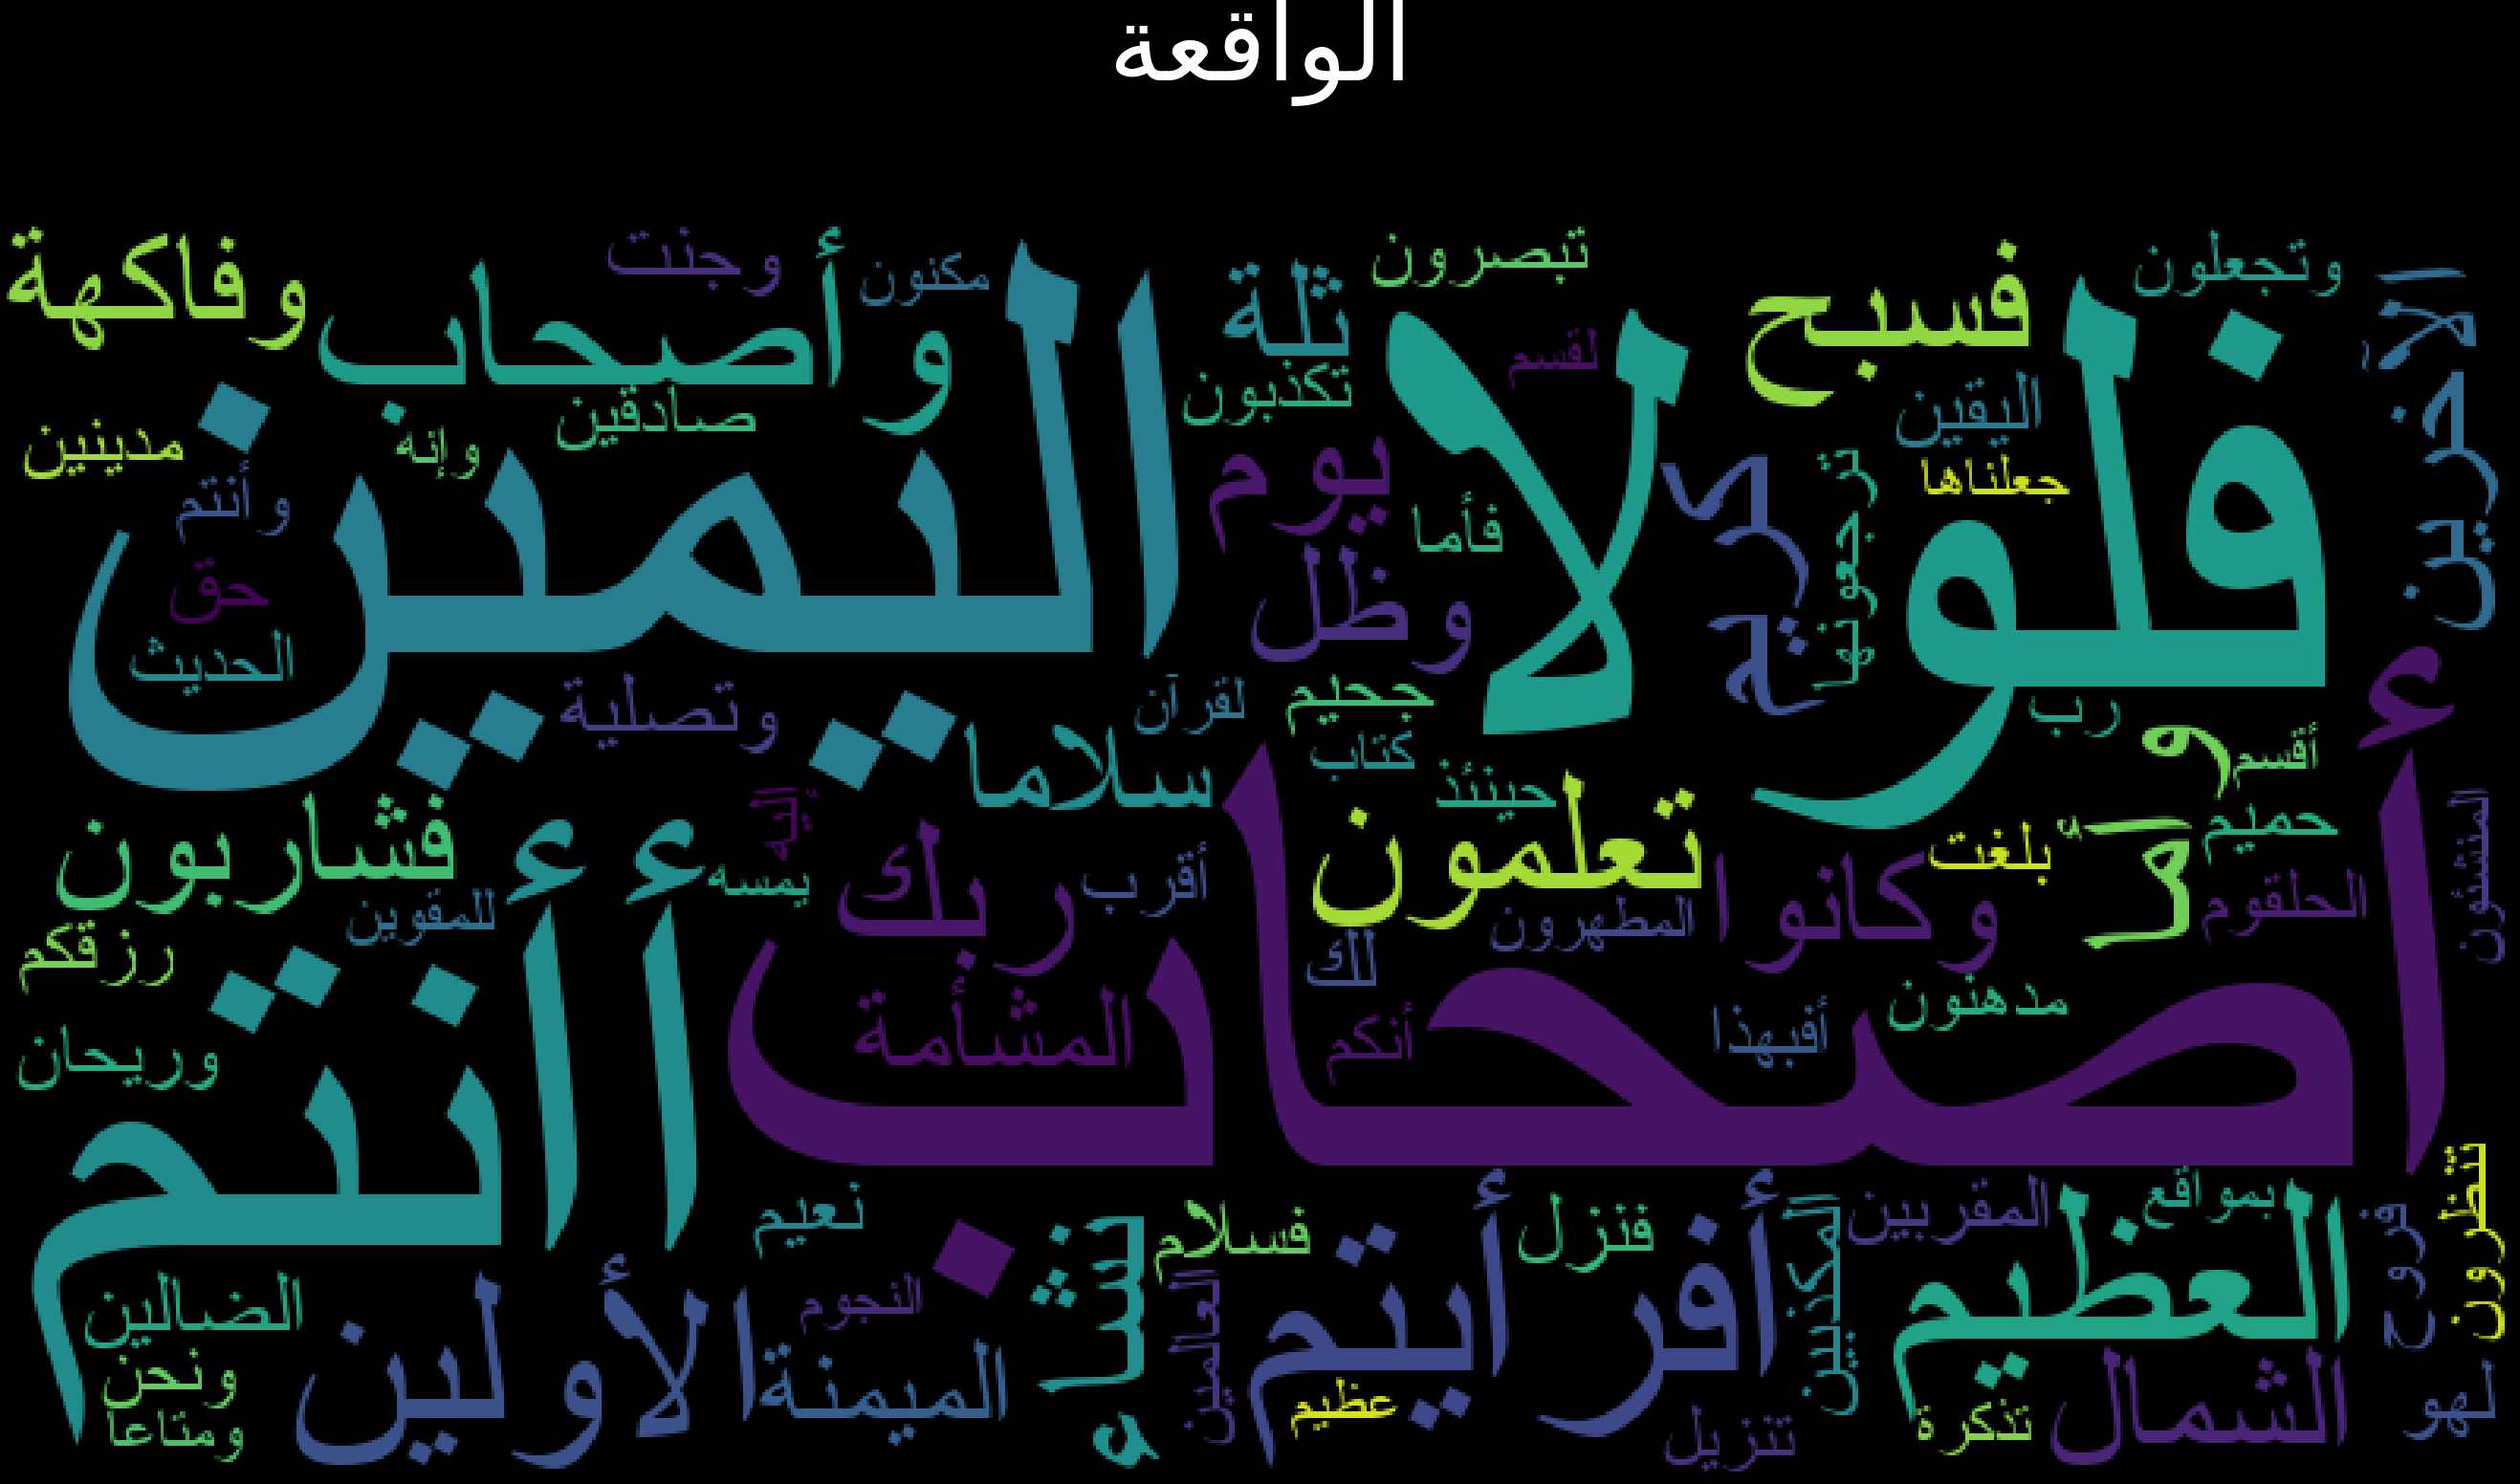 الواقعة
وتجعلون
فسبح
تبصرون
ثلة
مكنون
وجنت
وأصحاب
وفاكهة
الآخرين
فلولا
اليقين
جعلناها
ترجعونها
لقسم
تكذبون
يوم
فأما
وظل
اليمين
صادقين
وإنه
مدينين
وأنتم
حق
الحديث
وتصلية
لقرآن
سلاما
جحيم
كتاب
حينئذ
رب
أقسم
حميم
المنشئون
بلغت
الحلقوم
وكانوا
تعلمون
المطهرون
لك
أقرب
ربك
إليه
يمسه
فشاربون
للمقوين
رزقكم
وريحان
أأنتم
المشأمة
أنكم
أفبهذا
مدهنون
أصحاب
تنظرون
فروح
لهو
بمواقع
العظيم
المقربين
المكذبين
الشمال
تذكرة
فنزل
أفرأيتم
تنزيل
عظيم
فسلام
العالمين
نشاء
نعيم
النجوم
الميمنة
الأولين
الضالين
ونحن
ومتاعا